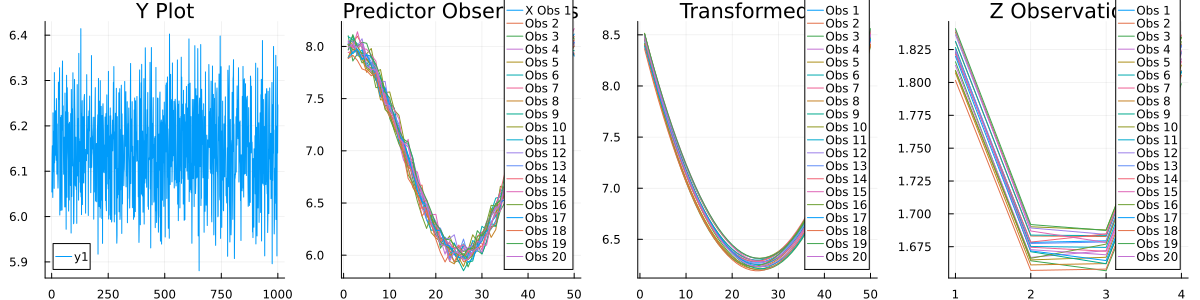 Y Plot
6.4
6.3
6.2
6.1
6.0
5.9
0
250
500
750
1000
y1
Predictor Obser s
8.0
7.5
7.0
6.5
6.0
0
10
20
30
40
50
X Obs 1
Obs 2
Obs 3
Obs 4
Obs 5
Obs 6
Obs 7
Obs 8
Obs 9
Obs 10
Obs 11
Obs 12
Obs 13
Obs 14
Obs 15
Obs 16
Obs 17
Obs 18
Obs 19
Obs 20
Transformed
8.5
8.0
7.5
7.0
6.5
0
10
20
30
40
50
Obs 1
Obs 2
Obs 3
Obs 4
Obs 5
Obs 6
Obs 7
Obs 8
Obs 9
Obs 10
Obs 11
Obs 12
Obs 13
Obs 14
Obs 15
Obs 16
Obs 17
Obs 18
Obs 19
Obs 20
Z Observatio
1.825
1.800
1.775
1.750
1.725
1.700
1.675
1
2
3
4
Obs 1
Obs 2
Obs 3
Obs 4
Obs 5
Obs 6
Obs 7
Obs 8
Obs 9
Obs 10
Obs 11
Obs 12
Obs 13
Obs 14
Obs 15
Obs 16
Obs 17
Obs 18
Obs 19
Obs 20